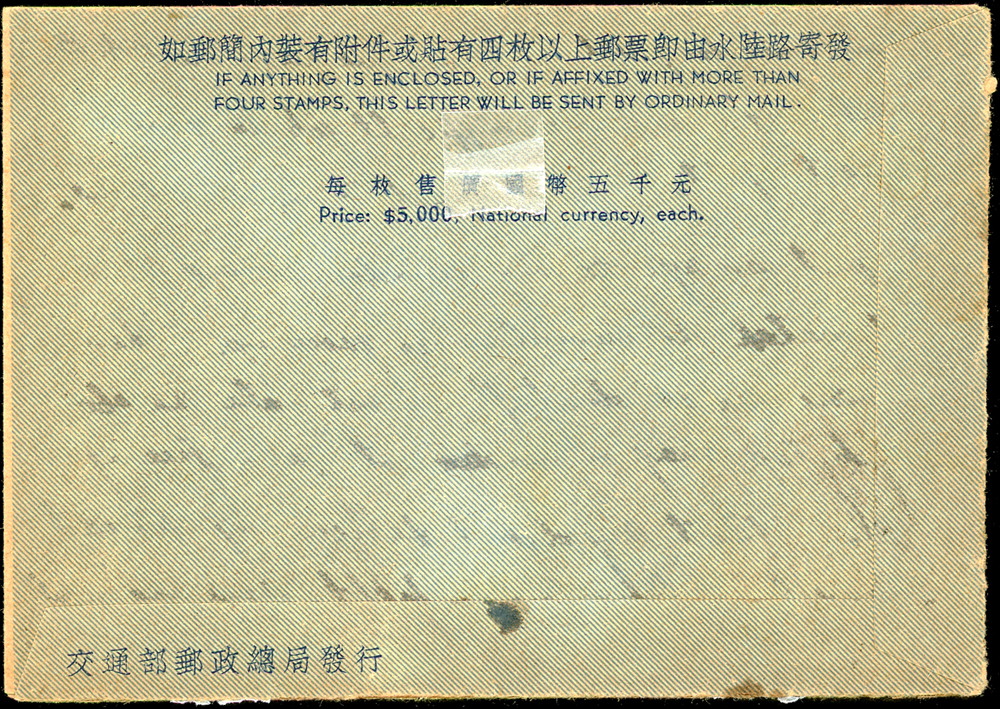 如郵簡內裝有附件或貼有四枚以上郵票卽由水陸路寄發
IF ANYTHING IS ENCLOSED, OR IF AFFIXED WITH MORE THAN
FOUR STAMPS, THIS LETTER WILL BE SENT BY ORDINARY MAIL.
每枚售價國幣五千元
Price: $5,000, National currency, each.
交通部郵政總局發行